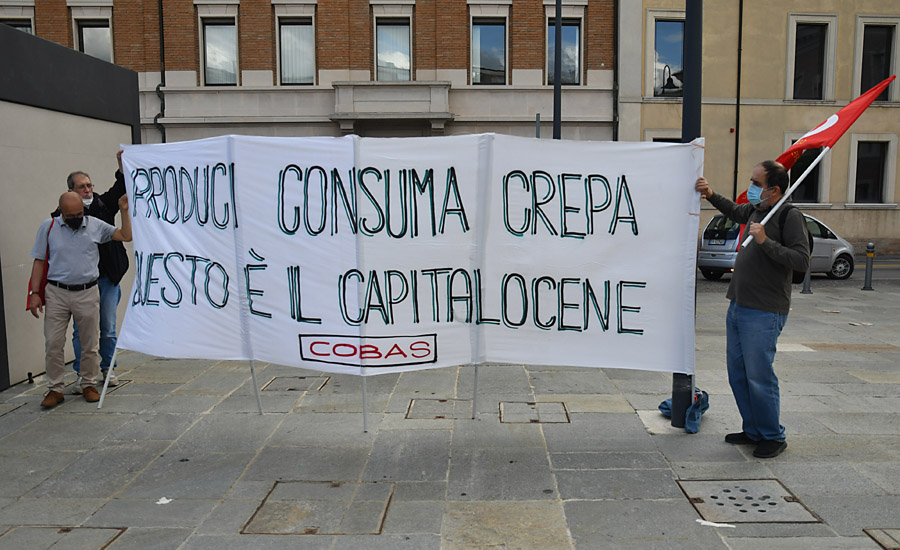 PRODUCI CONSUMA CREPA
QUESTO È IL CAPITALOCENE
COBAS